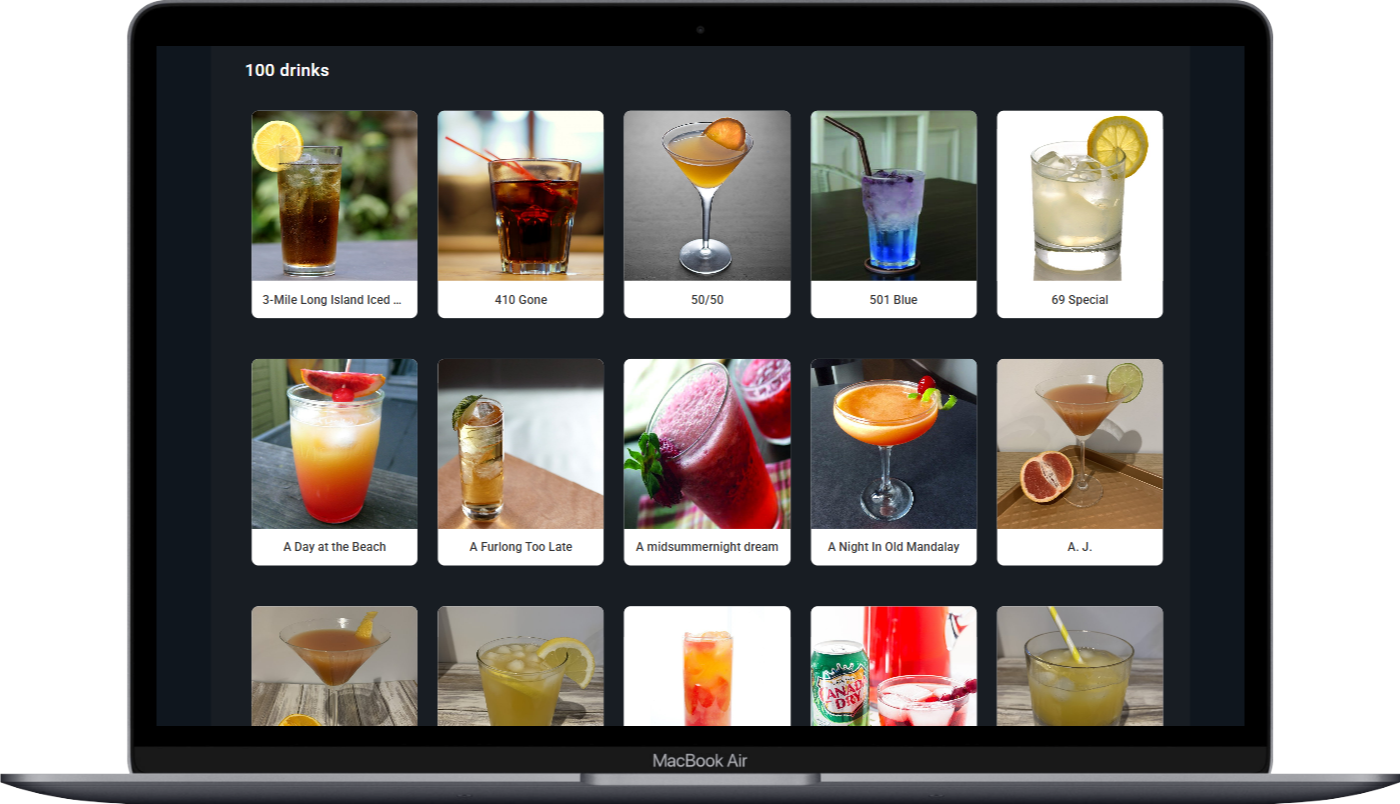 100 drinks
3-Mile Long Island Iced ...
410 Gone
50/50
501 Blue
69 Special
A Day at the Beach
A Furlong Too Late
A midsummernight dream
A Night In Old Mandalay
A. J.
CANADA
DRY
MacBook Air